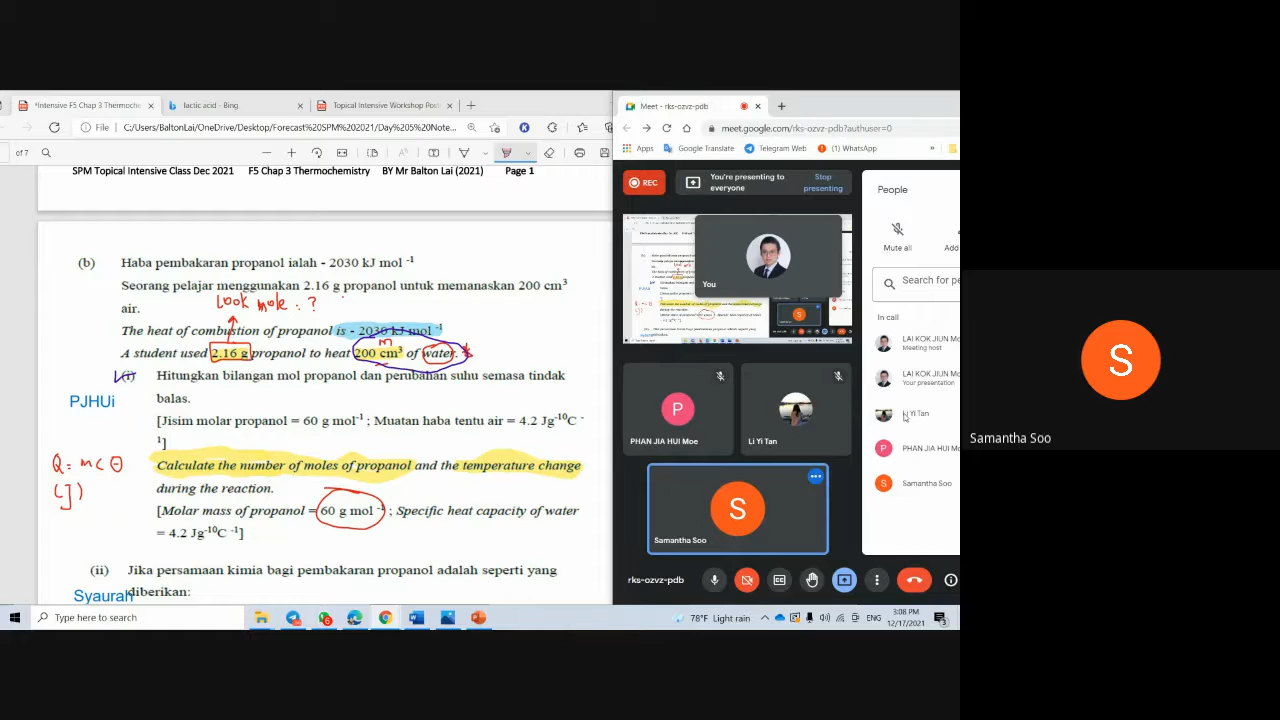 *Intensive F5 Chap 3 Thermoche
lactic acid - Bing
Topical Intensive Workshop Post
File
C:/Users/BaltonLai/OneDrive/Desktop/Forecast%20SPM%202021/Day%205%20Note...
of 7
SPM Topical Intensive Class Dec 2021 F5 Chap 3 Thermochemistry BY Mr Balton Lai (2021) Page 1
(b) Haba pembakaran propanol ialah - 2030 kJ mol -1
Seorang pelajar menggunakan 2.16 g propanol untuk memanaskan 200 cm3
air.
Look mole : ?
The heat of combustion of propanol is - 2030 kJ mol -1
m
A student used 2.16 g propanol to heat 200 cm3 of water. *
(i) Hitungkan bilangan mol propanol dan perubahan suhu semasa tindak
balas.
PJHUi
[Jisim molar propanol = 60 g mol-1 ; Muatan haba tentu air = 4.2 Jg-10C -
1]
Q = m c θ
(J)
Calculate the number of moles of propanol and the temperature change
during the reaction.
[Molar mass of propanol = 60 g mol -1 ; Specific heat capacity of water
= 4.2 Jg-10C -1]
(ii) Jika persamaan kimia bagi pembakaran propanol adalah seperti yang
diberikan:
Syaurah
Type here to search
Meet - rks-ozvz-pdb
meet.google.com/rks-ozvz-pdb?authuser=0
Apps
Google Translate
Telegram Web
(1) WhatsApp
REC
You're presenting to
everyone
Stop
presenting
You
P
PHAN JIA HUI Moe
Li Yi Tan
S
Samantha Soo
rks-ozvz-pdb
People
Mute all
Add
Search for pe
In call
LAI KOK JIUN Mo
Meeting host
LAI KOK JIUN Mo
Your presentation
Li Yi Tan
P
PHAN JIA HUI M
S
Samantha Soo
78°F Light rain
ENG
3:08 PM
12/17/2021
3
S
Samantha Soo